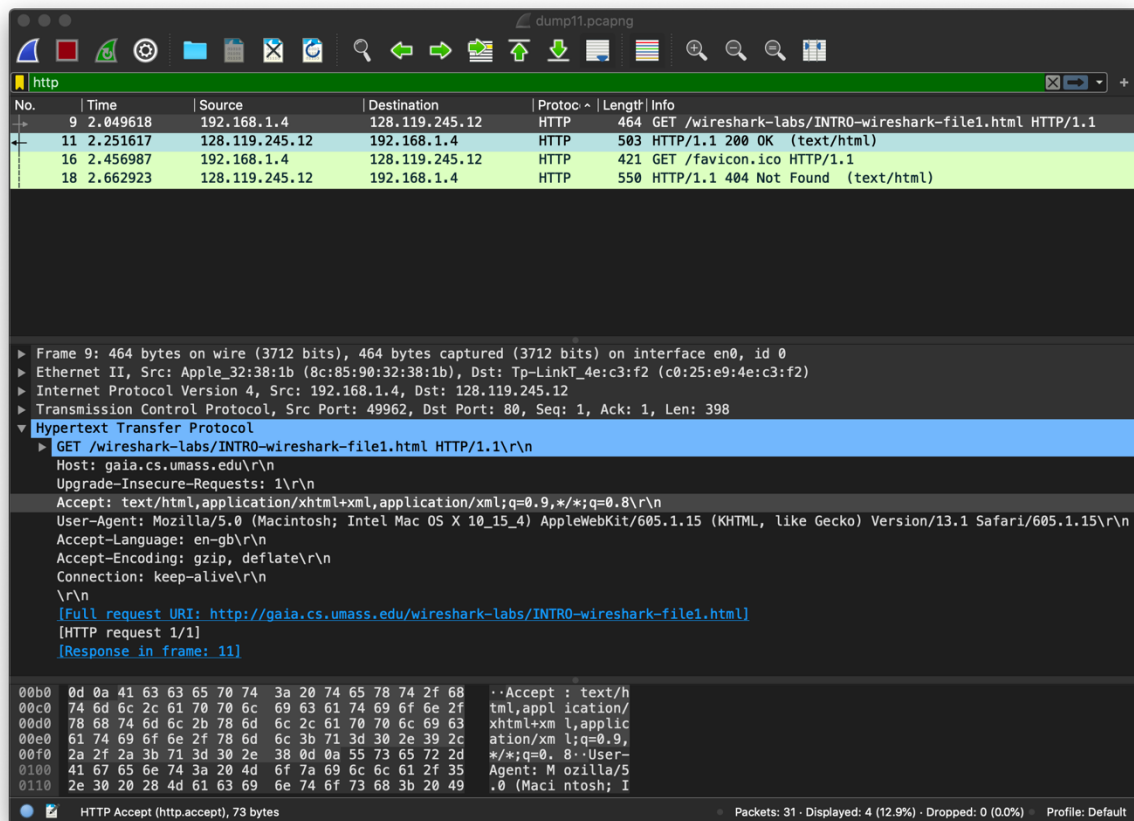 dump11.pcapng
http
No. Time Source Destination Protoc Length Info
9 2.049618 192.168.1.4 128.119.245.12 HTTP 464 GET /wireshark-labs/INTRO-wireshark-file1.html HTTP/1.1
11 2.251617 128.119.245.12 192.168.1.4 HTTP 503 HTTP/1.1 200 OK (text/html)
16 2.456987 192.168.1.4 128.119.245.12 HTTP 421 GET /favicon.ico HTTP/1.1
18 2.662923 128.119.245.12 192.168.1.4 HTTP 550 HTTP/1.1 404 Not Found (text/html)
Frame 9: 464 bytes on wire (3712 bits), 464 bytes captured (3712 bits) on interface en0, id 0
Ethernet II, Src: Apple_32:38:1b (8c:85:90:32:38:1b), Dst: Tp-LinkT_4e:c3:f2 (c0:25:e9:4e:c3:f2)
Internet Protocol Version 4, Src: 192.168.1.4, Dst: 128.119.245.12
Transmission Control Protocol, Src Port: 49962, Dst Port: 80, Seq: 1, Ack: 1, Len: 398
Hypertext Transfer Protocol
GET /wireshark-labs/INTRO-wireshark-file1.html HTTP/1.1\r\n
Host: gaia.cs.umass.edu\r\n
Upgrade-Insecure-Requests: 1\r\n
Accept: text/html,application/xhtml+xml,application/xml;q=0.9,*/*;q=0.8\r\n
User-Agent: Mozilla/5.0 (Macintosh; Intel Mac OS X 10_15_4) AppleWebKit/605.1.15 (KHTML, like Gecko) Version/13.1 Safari/605.1.15\r\n
Accept-Language: en-gb\r\n
Accept-Encoding: gzip, deflate\r\n
Connection: keep-alive\r\n
\r\n
[Full request URI: http://gaia.cs.umass.edu/wireshark-labs/INTRO-wireshark-file1.html]
[HTTP request 1/1]
[Response in frame: 11]
00b0 0d 0a 41 63 63 65 70 74 3a 20 74 65 78 74 2f 68 ··Accept : text/h
00c0 74 6d 6c 2c 61 70 70 6c 69 63 61 74 69 6f 6e 2f tml,appl ication/
00d0 78 68 74 6d 6c 2b 78 6d 6c 2c 61 70 70 6c 69 63 xhtml+xm l,applic
00e0 61 74 69 6f 6e 2f 78 6d 6c 3b 71 3d 30 2e 39 2c ation/xm l;q=0.9,
00f0 2a 2f 2a 3b 71 3d 30 2e 38 0d 0a 55 73 65 72 2d */*;q=0. 8··User-
0100 41 67 65 6e 74 3a 20 4d 6f 7a 69 6c 6c 61 2f 35 Agent: M ozilla/5
0110 2e 30 20 28 4d 61 63 69 6e 74 6f 73 68 3b 20 49 .0 (Maci ntosh; I
HTTP Accept (http.accept), 73 bytes Packets: 31 · Displayed: 4 (12.9%) · Dropped: 0 (0.0%) Profile: Default